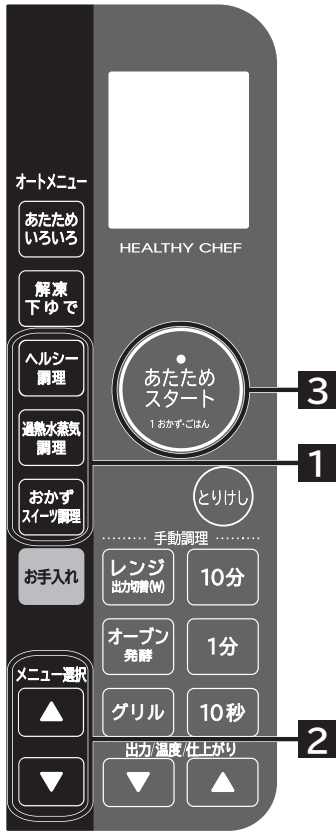 オートメニュー
あたため
いろいろ
解凍
下ゆで
ヘルシー
調理
過熱水蒸気
調理
おかず
スイーツ調理
お手入れ
メニュー選択
▲
▼
HEALTHY CHEF
あたため
スタート
1 おかず・ごはん
とりけし
手動調理
レンジ
出力切替(W)
10分
オーブン
発酵
1分
グリル
10秒
出力/温度/仕上がり
▼
▲
3
1
2